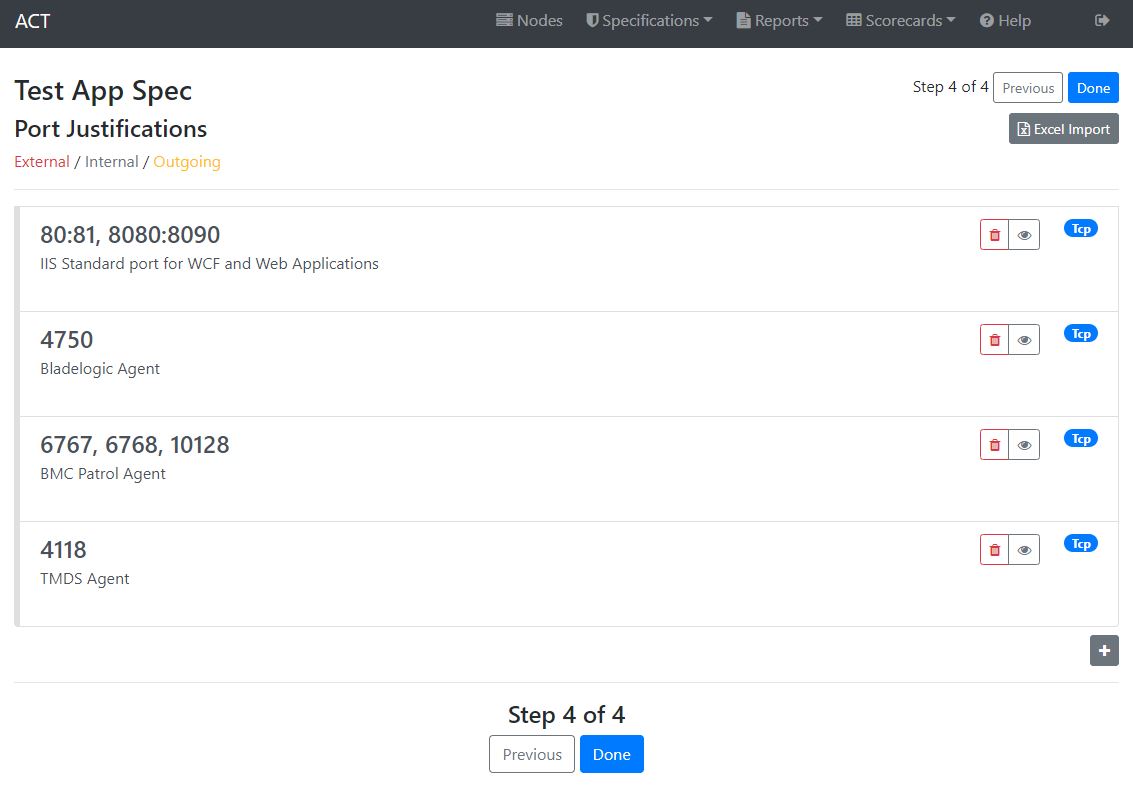 ACT Nodes Specifications Reports Scorecards Help
Test App Spec
Step 4 of 4 Previous Done
Port Justifications
Excel Import
External / Internal / Outgoing
80:81, 8080:8090
Tcp
IIS Standard port for WCF and Web Applications
4750
Tcp
Bladelogic Agent
6767, 6768, 10128
Tcp
BMC Patrol Agent
4118
Tcp
TMDS Agent
Step 4 of 4
Previous Done